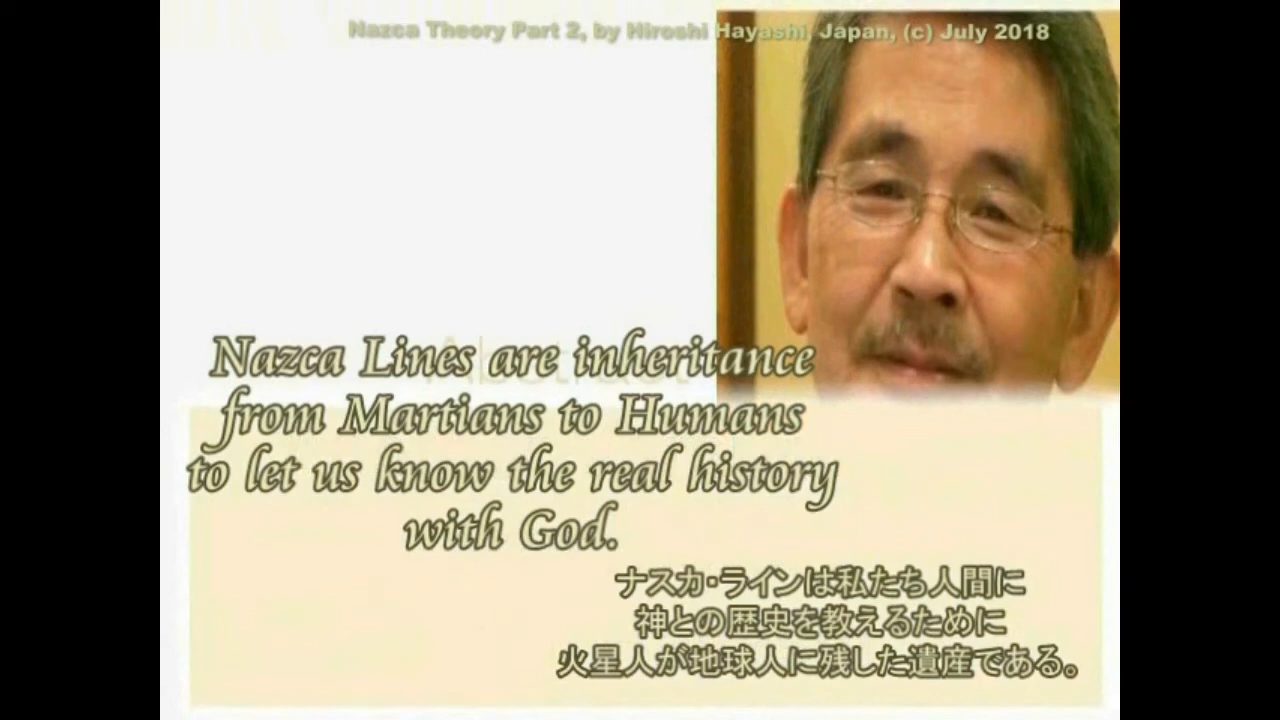 Nazca Theory Part 2, by Hiroshi Hayashi, Japan, (c) July 2018
Abstract
Nazca Lines are inheritance
from Martians to Humans
to let us know the real history
with God.
ナスカ・ラインは私たち人間に
神との歴史を教えるために
火星人が地球人に残した遺産である。